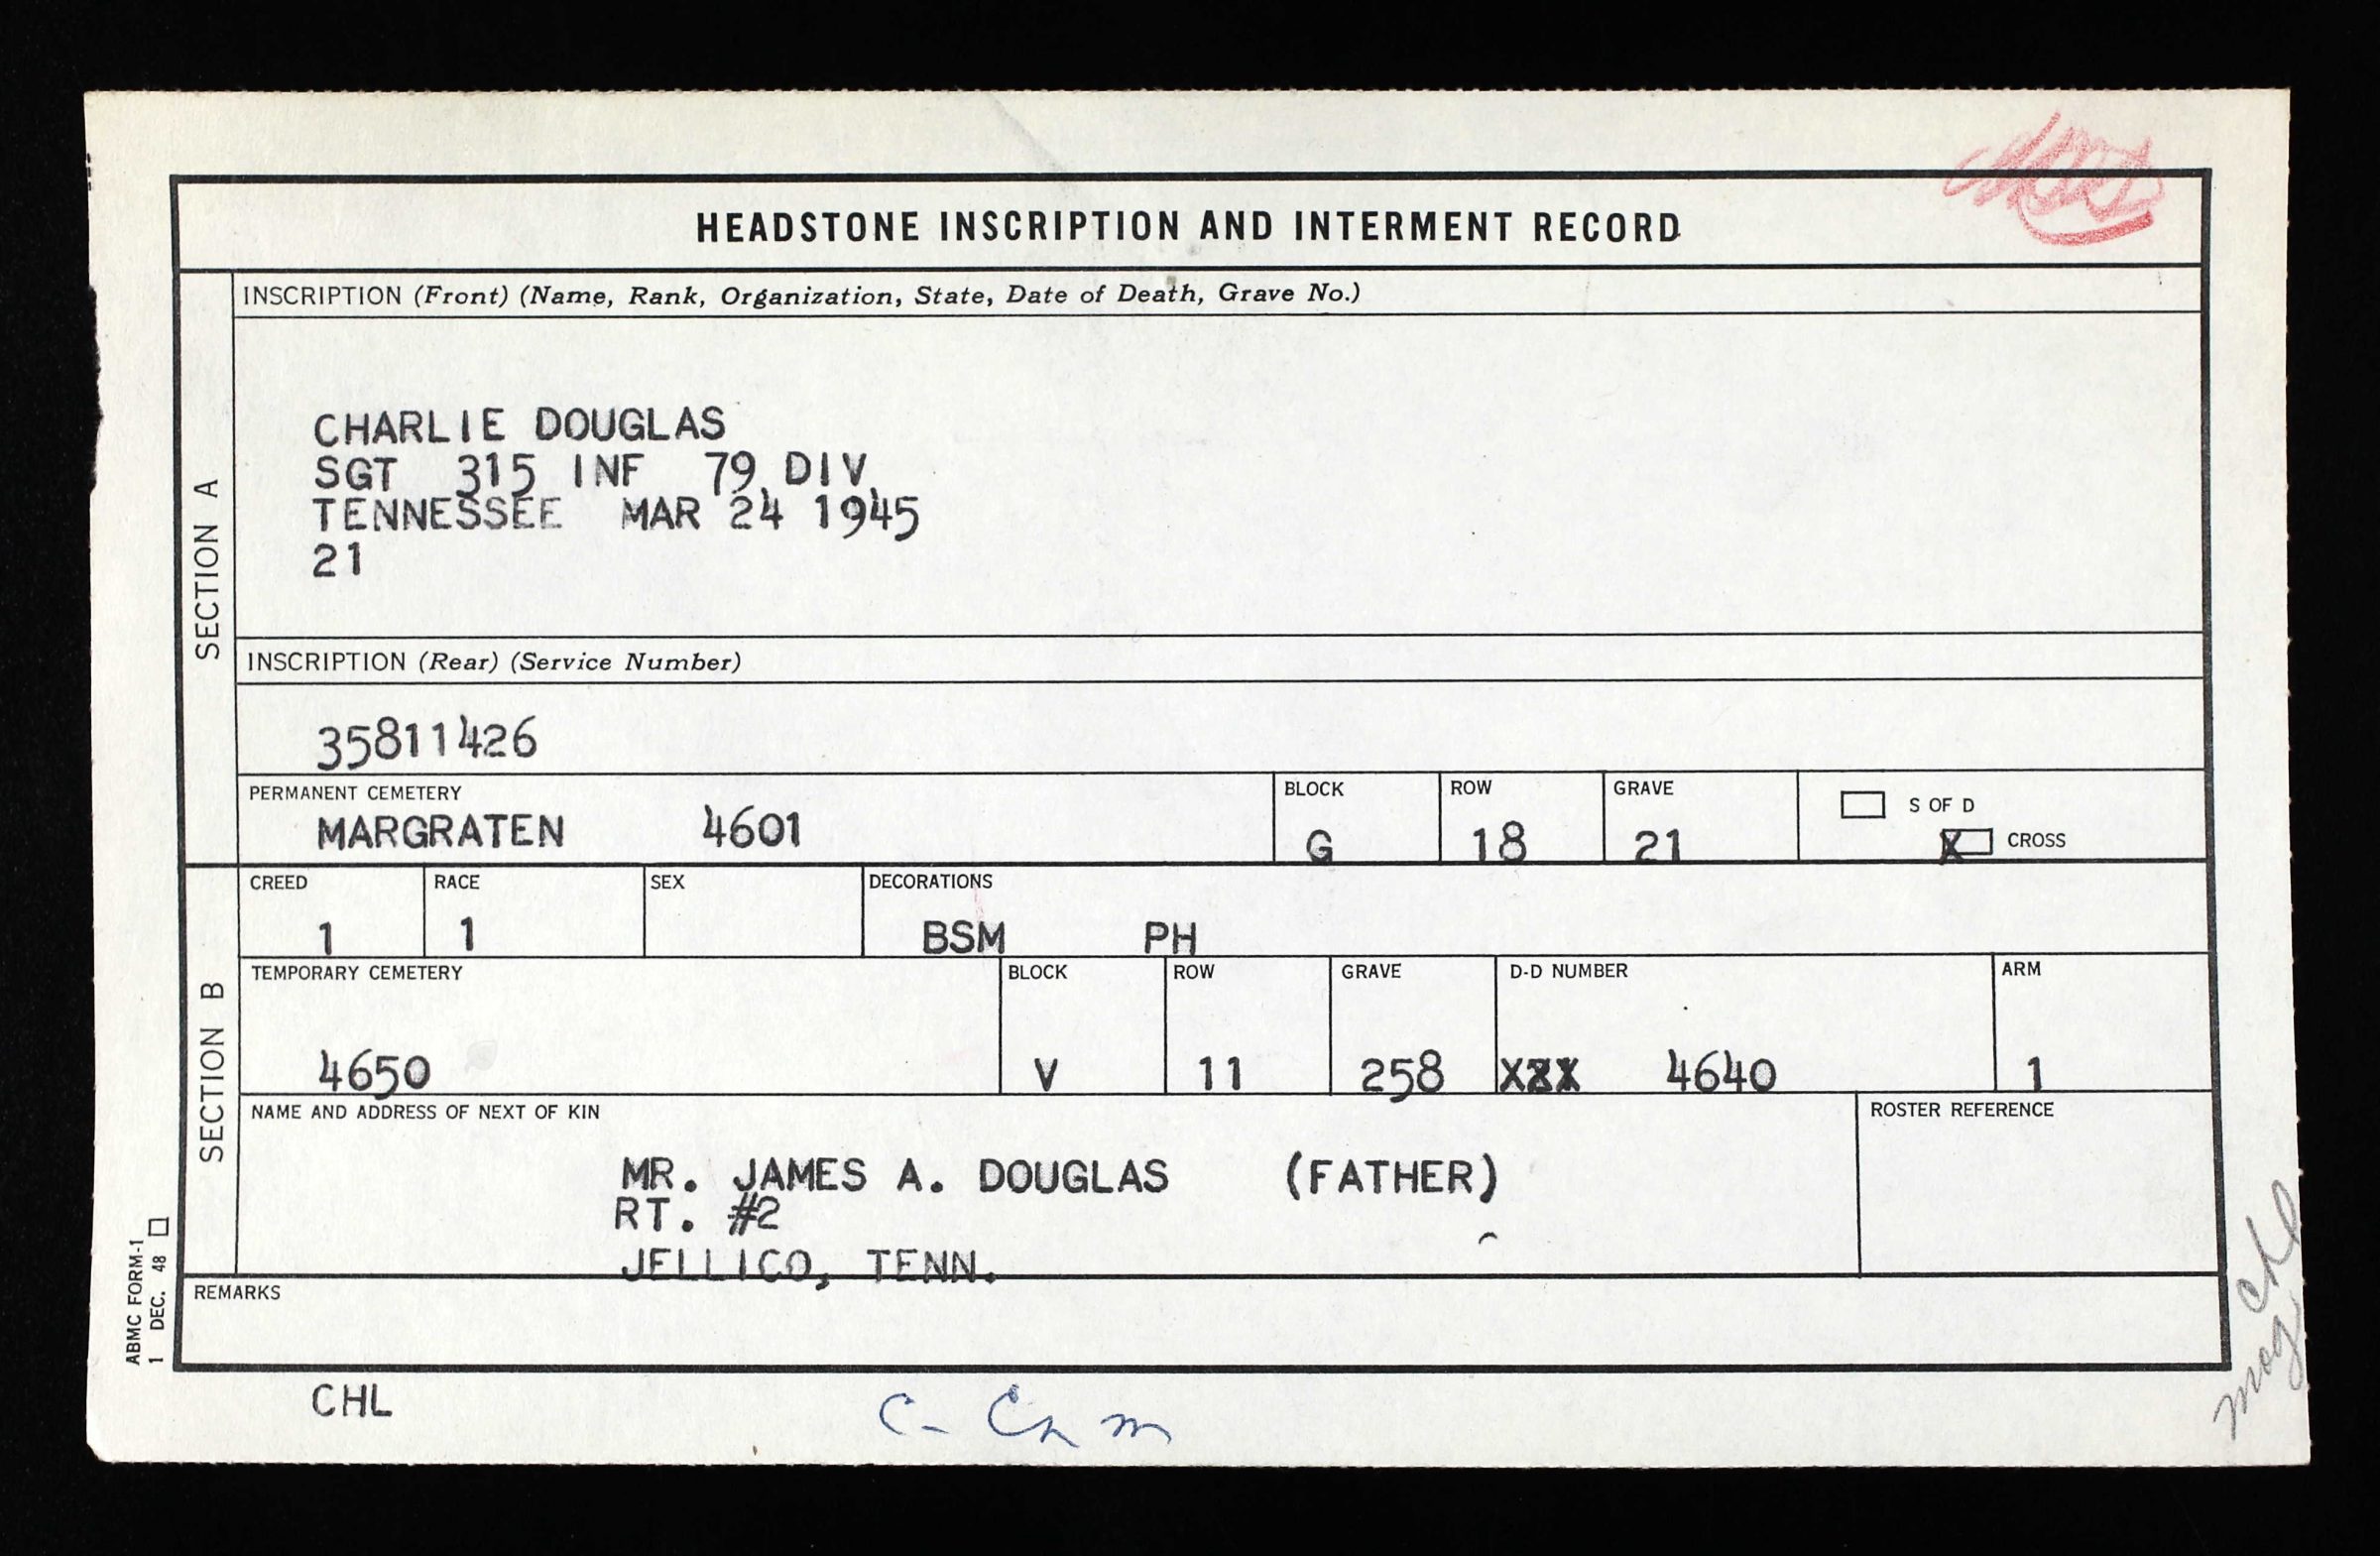 HEADSTONE INSCRIPTION AND INTERMENT RECORD
SECTION A
INSCRIPTION (Front) (Name, Rank, Organization, State, Date of Death, Grave No.)
CHARLIE DOUGLAS
SGT 315 INF 79 DIV
TENNESSEE MAR 24 1945
21
INSCRIPTION (Rear) (Service Number)
35811426
PERMANENT CEMETERY BLOCK ROW GRAVE S OF D
MARGRATEN 4601 G 18 21 X CROSS
SECTION B
CREED RACE SEX DECORATIONS
1 1 BSM PH
TEMPORARY CEMETERY BLOCK ROW GRAVE D-D NUMBER ARM
4650 V 11 258 XXX 4640 1
NAME AND ADDRESS OF NEXT OF KIN ROSTER REFERENCE
MR. JAMES A. DOUGLAS (FATHER)
RT. #2
JELLICO, TENN.
REMARKS
ABMC FORM-1
1 DEC. 48
CHL
chl